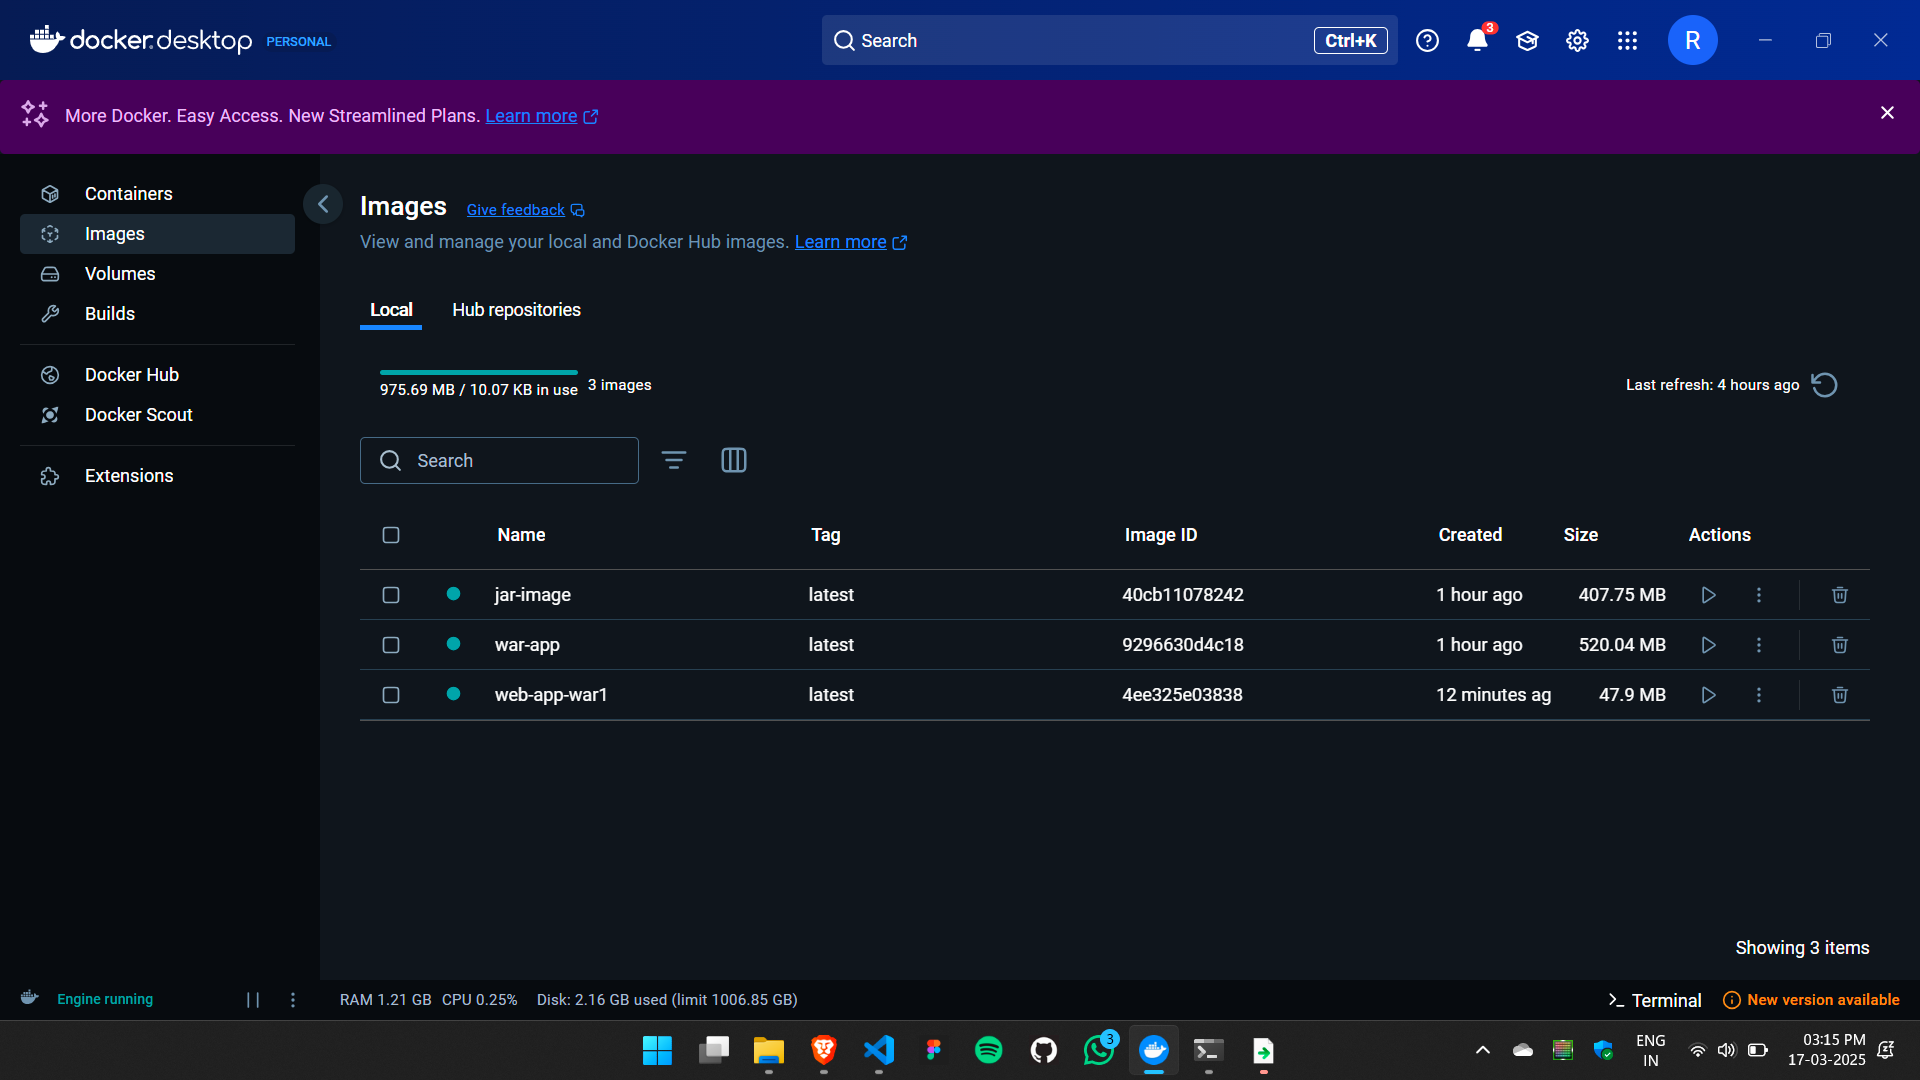 docker.desktop PERSONAL
Search
Ctrl+K
3
R
More Docker. Easy Access. New Streamlined Plans. Learn more
Containers
Images
Volumes
Builds
Docker Hub
Docker Scout
Extensions
Images Give feedback
View and manage your local and Docker Hub images. Learn more
Local Hub repositories
975.69 MB / 10.07 KB in use 3 images
Last refresh: 4 hours ago
Search
Name Tag Image ID Created Size Actions
jar-image latest 40cb11078242 1 hour ago 407.75 MB
war-app latest 9296630d4c18 1 hour ago 520.04 MB
web-app-war1 latest 4ee325e03838 12 minutes ag 47.9 MB
Showing 3 items
Engine running
RAM 1.21 GB CPU 0.25% Disk: 2.16 GB used (limit 1006.85 GB)
Terminal
New version available
3
ENG
IN
03:15 PM
17-03-2025